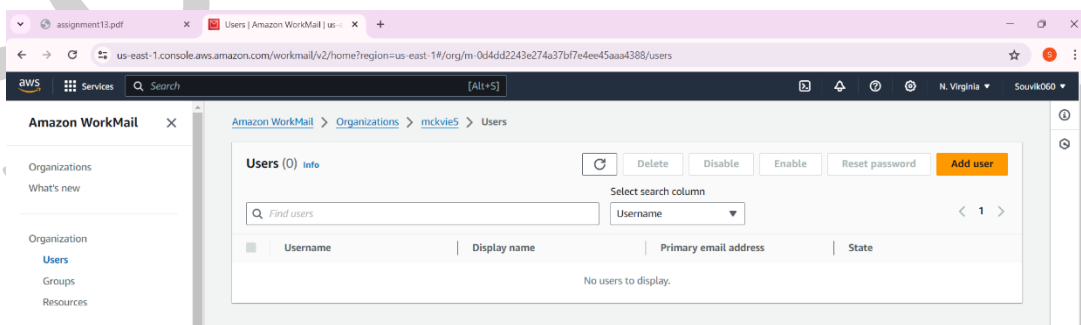 assignment13.pdf
Users | Amazon WorkMail | us-e
us-east-1.console.aws.amazon.com/workmail/v2/home?region=us-east-1#/org/m-0d4dd2243e274a37bf7e4ee45aaa4388/users
S
aws Services Search [Alt+S] N. Virginia Souvik060
Amazon WorkMail
Organizations
What's new
Organization
Users
Groups
Resources
Amazon WorkMail > Organizations > mckvie5 > Users
Users (0) Info Delete Disable Enable Reset password Add user
Select search column
Find users Username 1
Username Display name Primary email address State
No users to display.